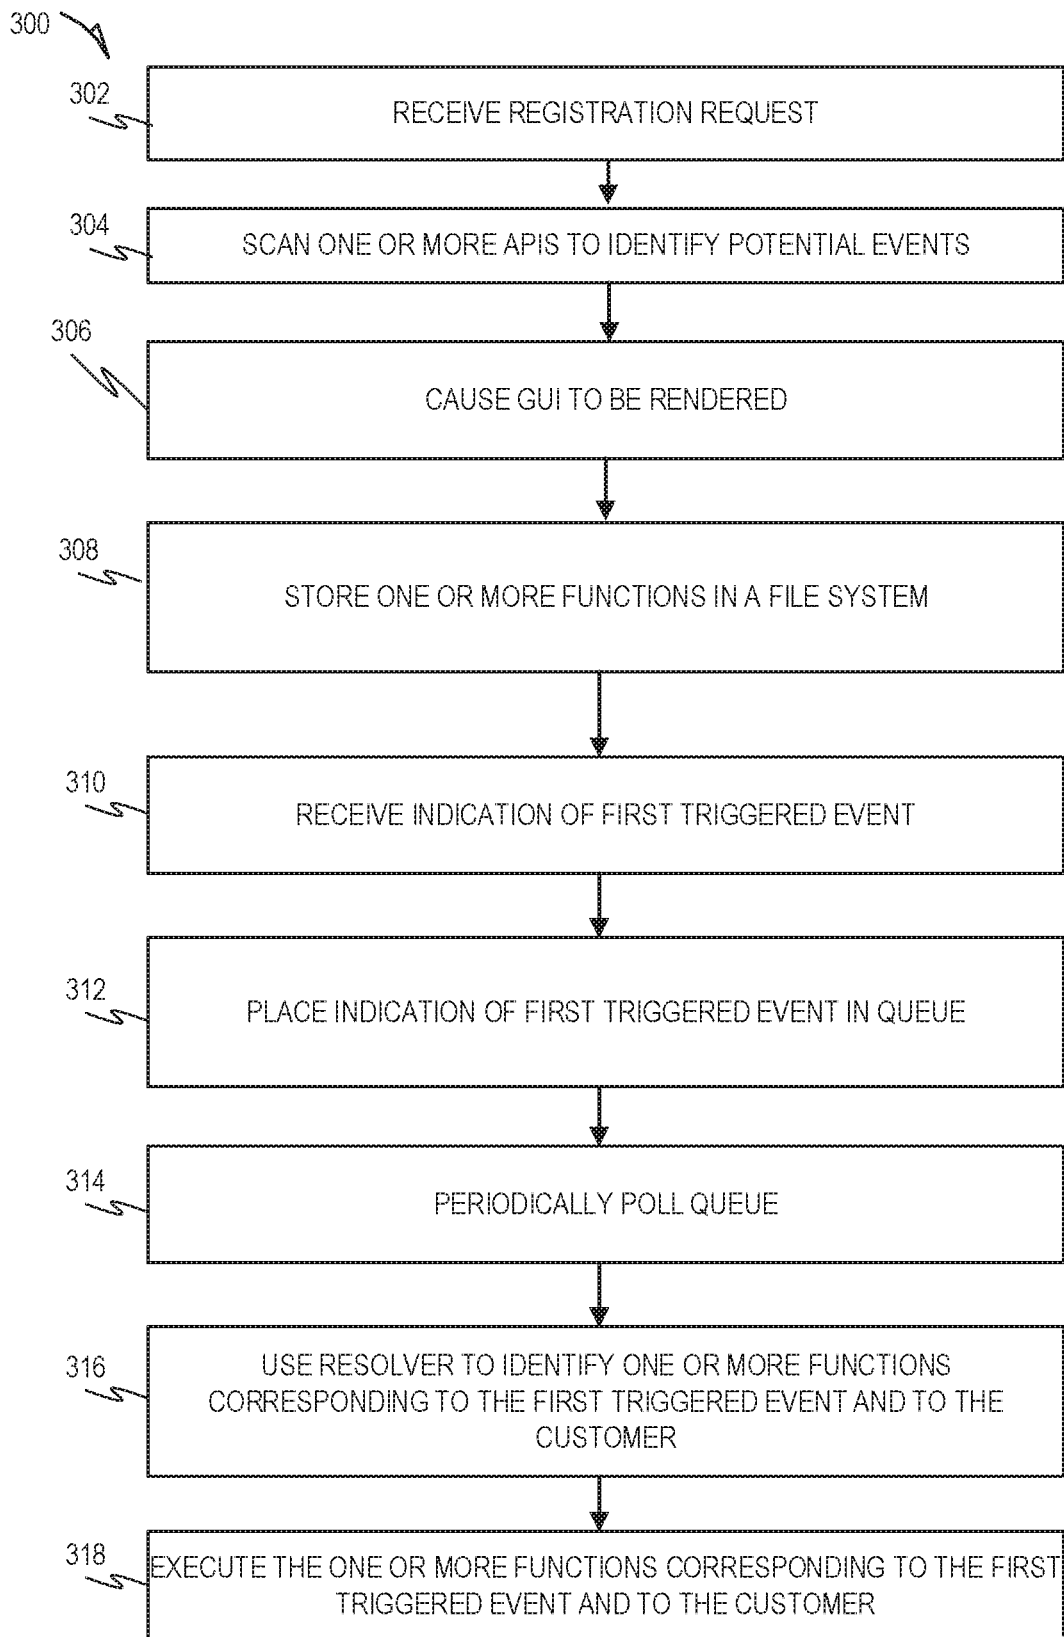 300
302
RECEIVE REGISTRATION REQUEST
304
SCAN ONE OR MORE APIS TO IDENTIFY POTENTIAL EVENTS
306
CAUSE GUI TO BE RENDERED
308
STORE ONE OR MORE FUNCTIONS IN A FILE SYSTEM
310
RECEIVE INDICATION OF FIRST TRIGGERED EVENT
312
PLACE INDICATION OF FIRST TRIGGERED EVENT IN QUEUE
314
PERIODICALLY POLL QUEUE
316
USE RESOLVER TO IDENTIFY ONE OR MORE FUNCTIONS
CORRESPONDING TO THE FIRST TRIGGERED EVENT AND TO THE
CUSTOMER
318
EXECUTE THE ONE OR MORE FUNCTIONS CORRESPONDING TO THE FIRST
TRIGGERED EVENT AND TO THE CUSTOMER